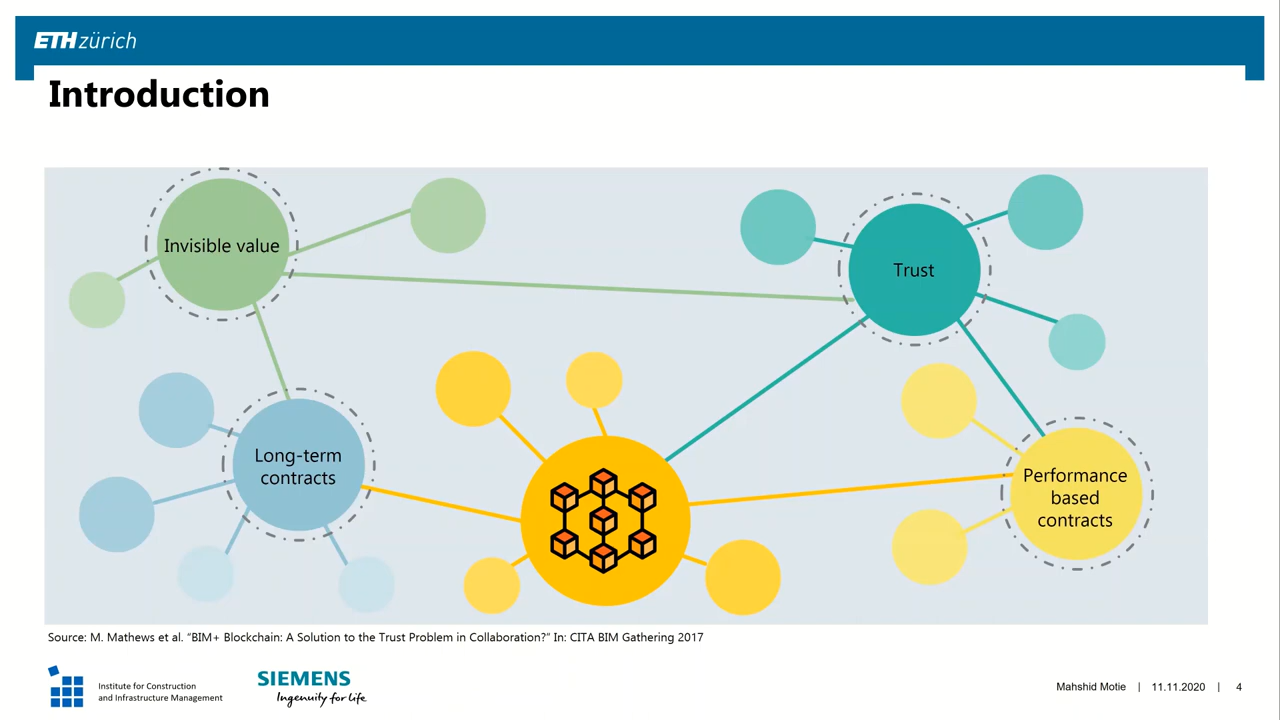 ETH zürich
Introduction
Invisible value
Trust
Long-term
contracts
Performance
based
contracts
Source: M. Mathews et al. “BIM+ Blockchain: A Solution to the Trust Problem in Collaboration?” In: CITA BIM Gathering 2017
Institute for Construction
and Infrastructure Management
SIEMENS
Ingenuity for life
Mahshid Motie | 11.11.2020 | 4